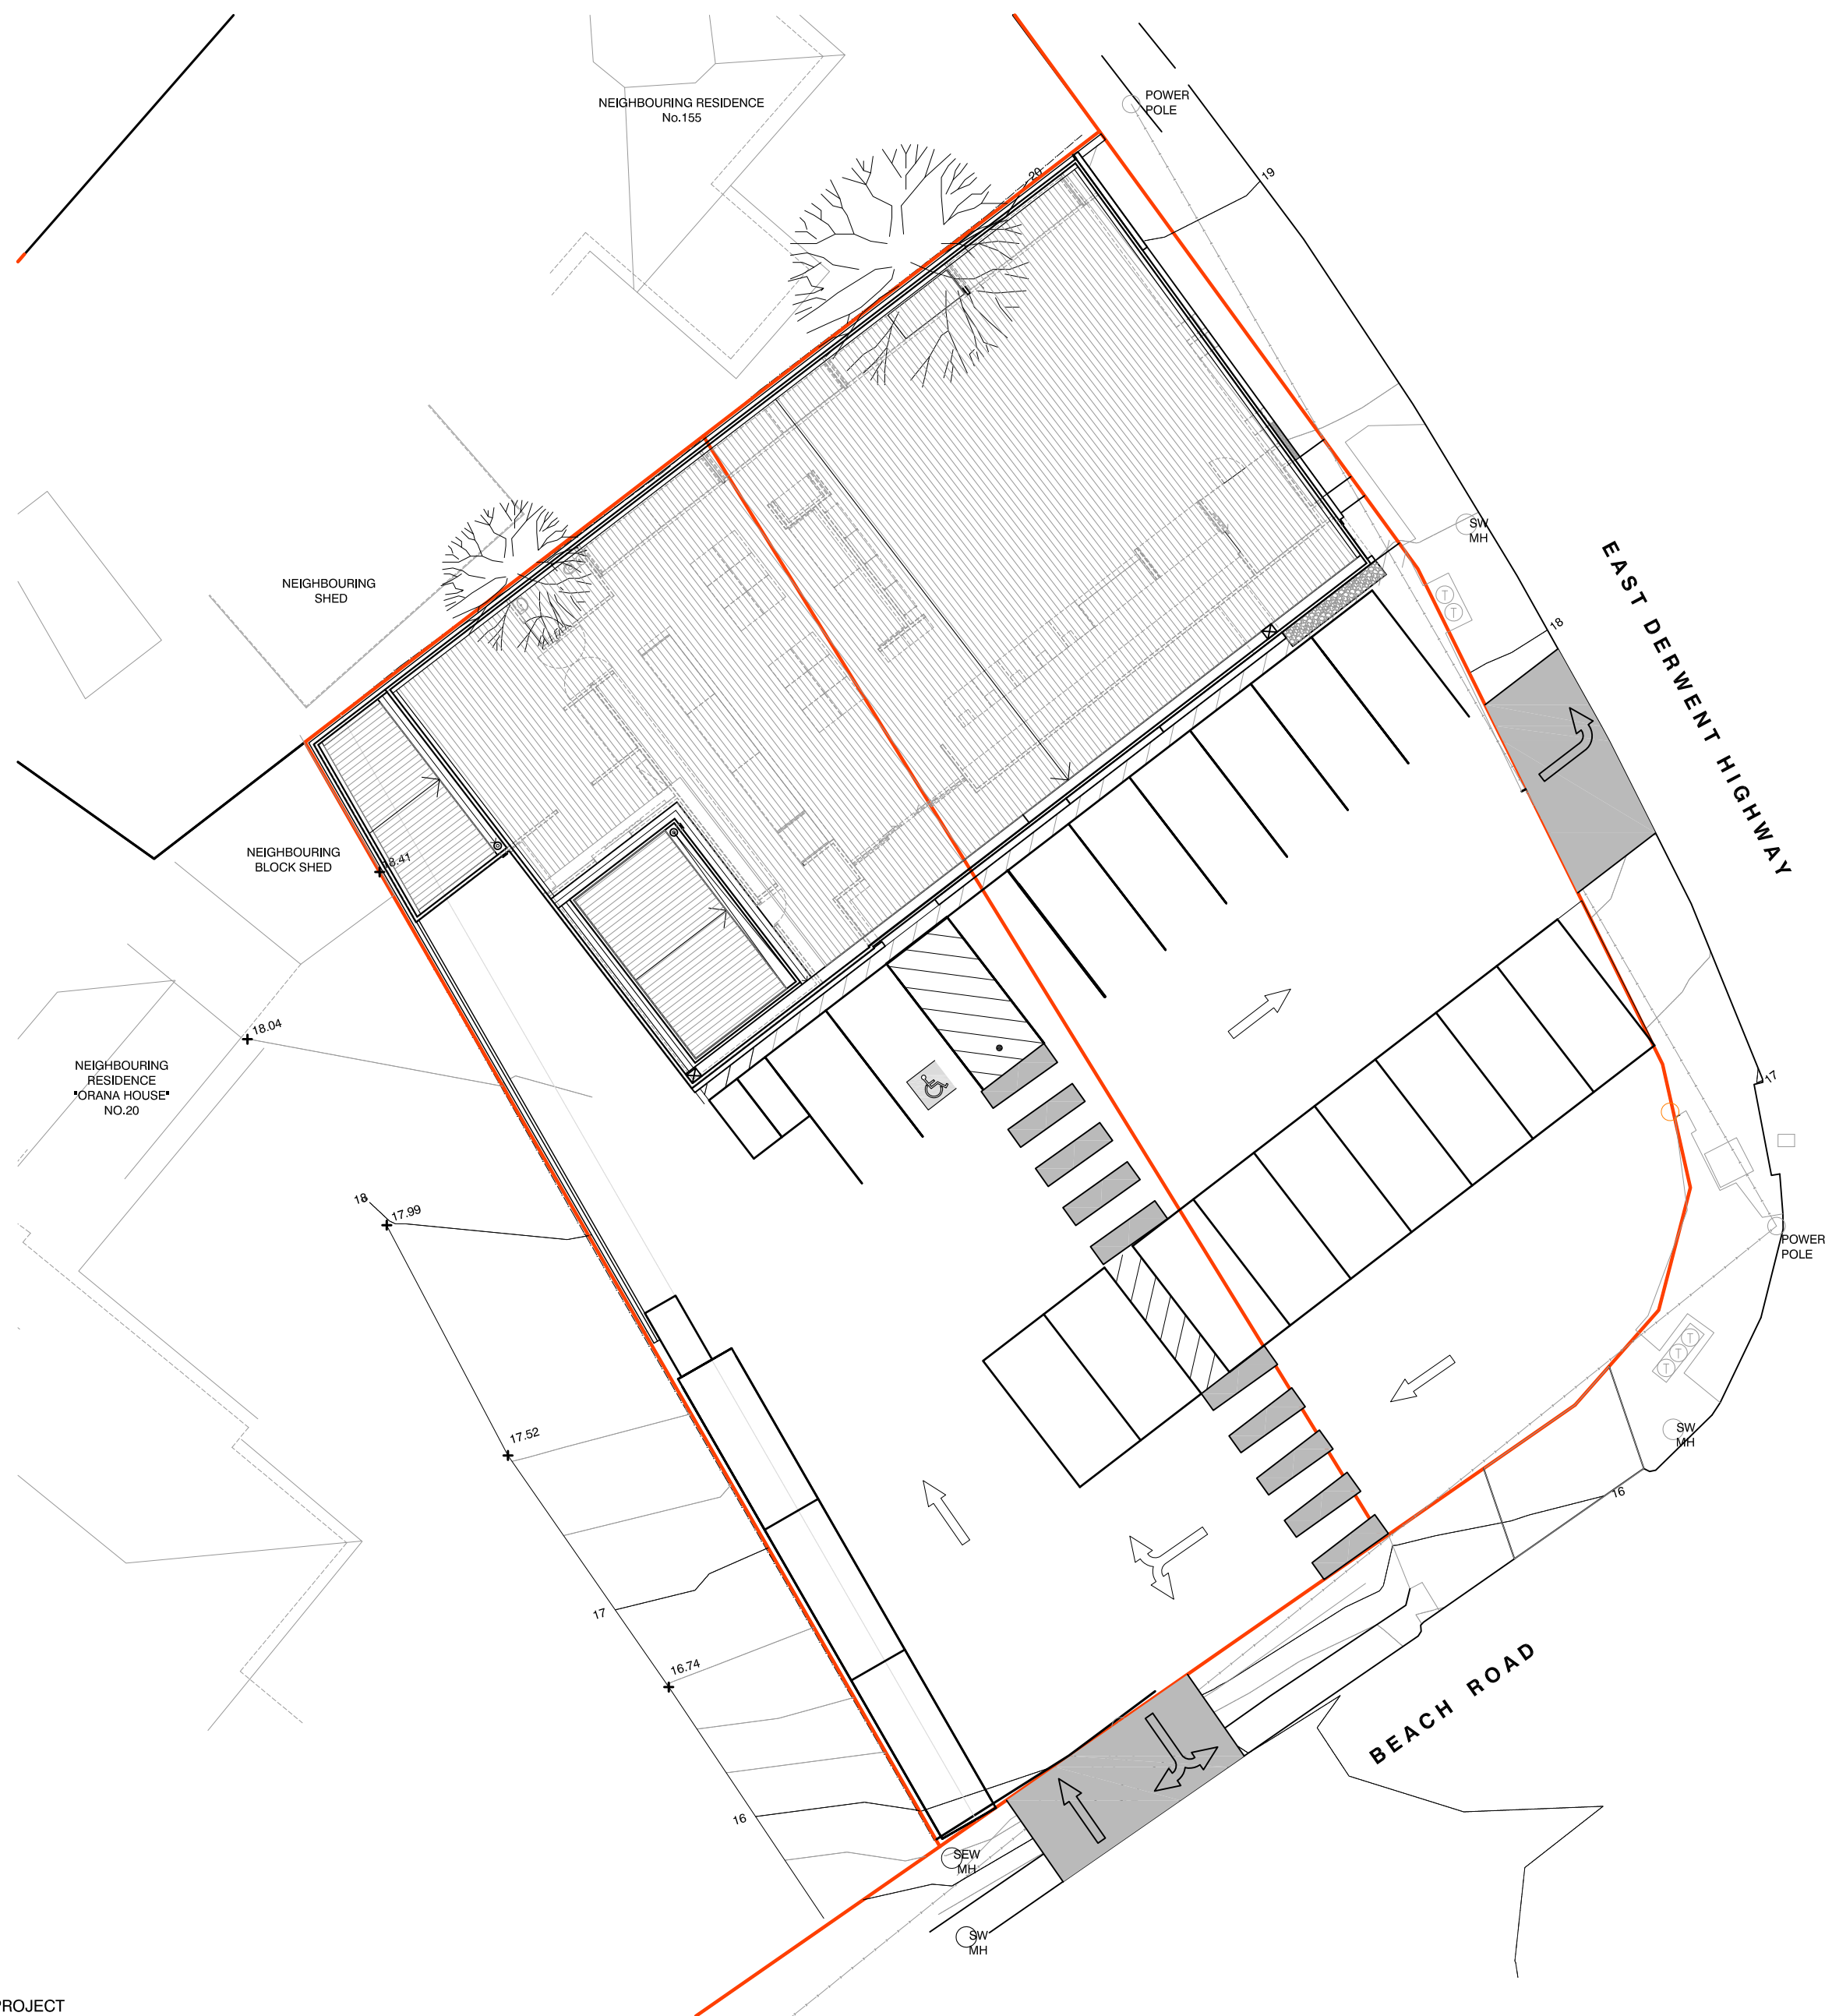 POWER
POLE
NEIGHBOURING RESIDENCE
No.155
20
19
SW
MH
EAST DERWENT HIGHWAY
NEIGHBOURING
SHED
T
T
18
NEIGHBOURING
BLOCK SHED
18.41
18.04
NEIGHBOURING
RESIDENCE
"ORANA HOUSE"
NO.20
17
18
17.99
POWER
POLE
T
T
T
SW
MH
17.52
16
17
BEACH ROAD
16.74
16
SEW
MH
SW
MH
PROJECT